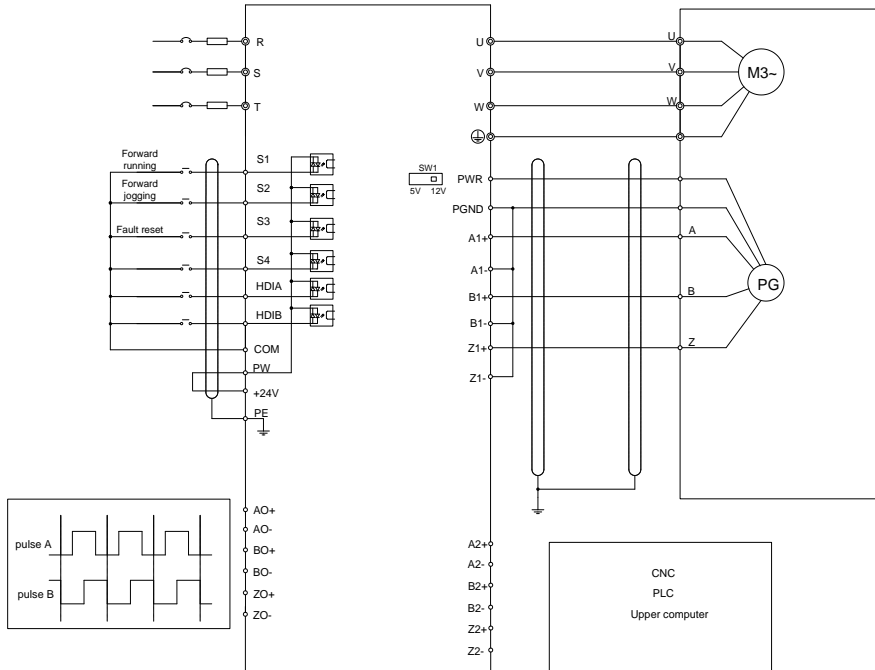 R
S
T
U
V
W
U
V
W
M3~
Forward
running
S1
Forward
jogging
S2
Fault reset
S3
S4
HDIA
HDIB
COM
PW
+24V
PE
SW1
5V 12V
PWR
PGND
A1+
A1-
B1+
B1-
Z1+
Z1-
A
B
Z
PG
pulse A
pulse B
AO+
AO-
BO+
BO-
ZO+
ZO-
A2+
A2-
B2+
B2-
Z2+
Z2-
CNC
PLC
Upper computer